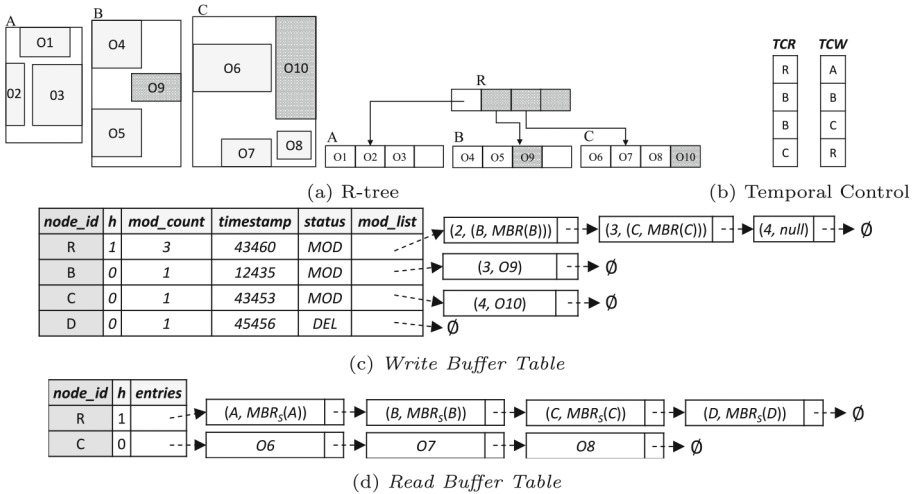 A
O1
02
03
B
O4
O9
O5
C
O6
O10
O7
O8
R
A
O1 O2 O3
B
O4 O5 O9
C
O6 O7 O8 O10
(a) R-tree
TCR TCW
R A
B B
B C
C R
(b) Temporal Control
node_id h mod_count timestamp status mod_list
R 1 3 43460 MOD
(2, (B, MBR(B))) (3, (C, MBR(C))) (4, null) Ø
B 0 1 12435 MOD
(3, O9) Ø
C 0 1 43453 MOD
(4, O10) Ø
D 0 1 45456 DEL
Ø
(c) Write Buffer Table
node_id h entries
R 1
(A, MBRS(A)) (B, MBRS(B)) (C, MBRS(C)) (D, MBRS(D)) Ø
C 0
O6 O7 O8 Ø
(d) Read Buffer Table